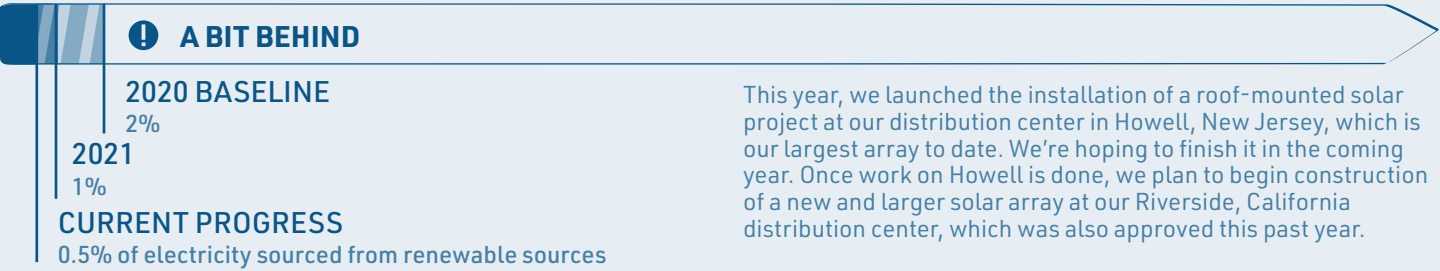 A BIT BEHIND
2020 BASELINE
2%
2021
1%
CURRENT PROGRESS
0.5% of electricity sourced from renewable sources
This year, we launched the installation of a roof-mounted solar
project at our distribution center in Howell, New Jersey, which is
our largest array to date. We’re hoping to finish it in the coming
year. Once work on Howell is done, we plan to begin construction
of a new and larger solar array at our Riverside, California
distribution center, which was also approved this past year.